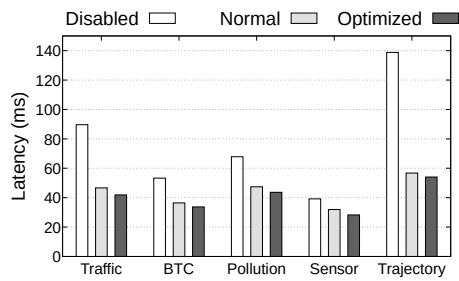 Disabled Normal Optimized
Latency (ms)
140
120
100
80
60
40
20
0
Traffic BTC Pollution Sensor Trajectory